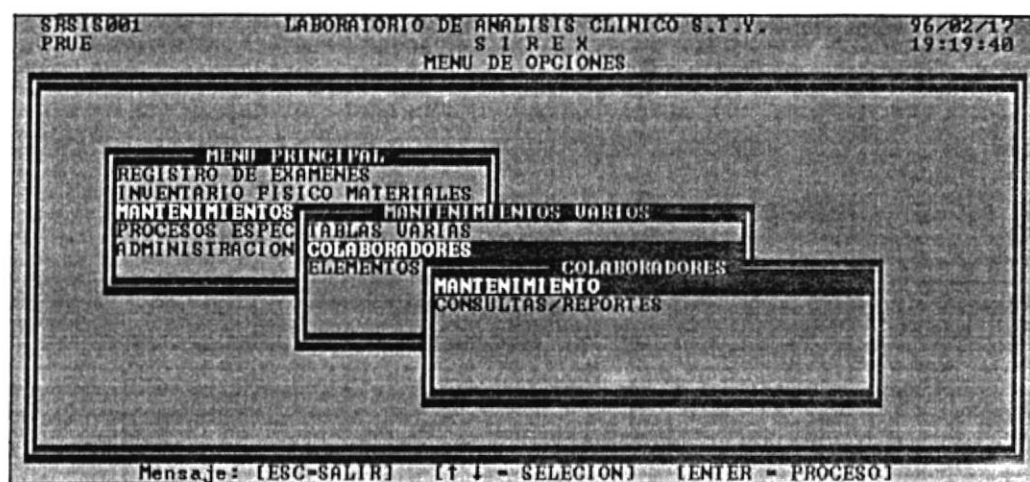 SRSIS001 LABORATORIO DE ANALISIS CLINICO S.T.Y. 96/02/17
PRUE S I R E X 19:19:40
MENU DE OPCIONES
MENU PRINCIPAL
REGISTRO DE EXAMENES
INVENTARIO FISICO MATERIALES
MANTENIMIENTOS
PROCESOS ESPEC
ADMINISTRACION
MANTENIMIENTOS VARIOS
TABLAS VARIAS
COLABORADORES
ELEMENTOS
COLABORADORES
MANTENIMIENTO
CONSULTAS/REPORTES
Mensaje: [ESC=SALIR] [↑ ↓ = SELECION] [ENTER = PROCESO]